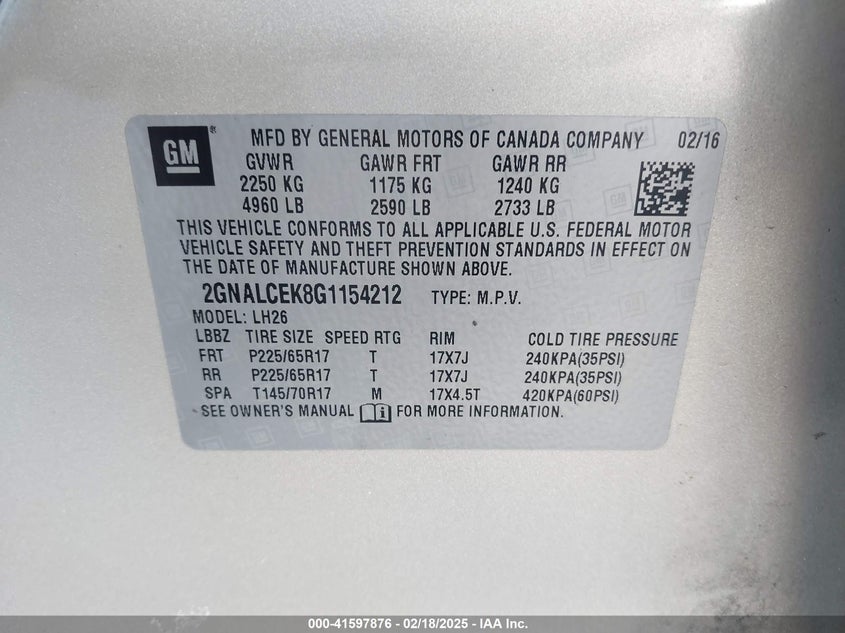 GM® MFD BY GENERAL MOTORS OF CANADA COMPANY 02/16
GVWR GAWR FRT GAWR RR
2250 KG 1175 KG 1240 KG
4960 LB 2590 LB 2733 LB
THIS VEHICLE CONFORMS TO ALL APPLICABLE U.S. FEDERAL MOTOR
VEHICLE SAFETY AND THEFT PREVENTION STANDARDS IN EFFECT ON
THE DATE OF MANUFACTURE SHOWN ABOVE.
2GNALCEK8G1154212 TYPE: M.P.V.
MODEL: LH26
LBBZ TIRE SIZE SPEED RTG RIM COLD TIRE PRESSURE
FRT P225/65R17 T 17X7J 240KPA(35PSI)
RR P225/65R17 T 17X7J 240KPA(35PSI)
SPA T145/70R17 M 17X4.5T 420KPA(60PSI)
SEE OWNER'S MANUAL i FOR MORE INFORMATION.
000-41597876 - 02/18/2025 - IAA Inc.